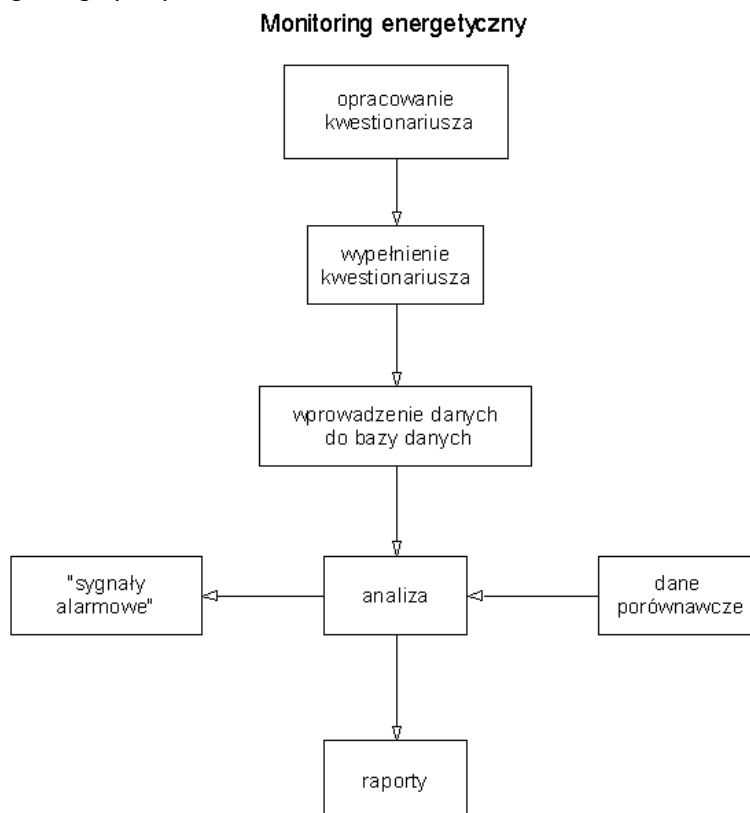 Monitoring energetyczny
opracowanie
kwestionariusza
wypełnienie
kwestionariusza
wprowadzenie danych
do bazy danych
"sygnały
alarmowe"
analiza
dane
porównawcze
raporty